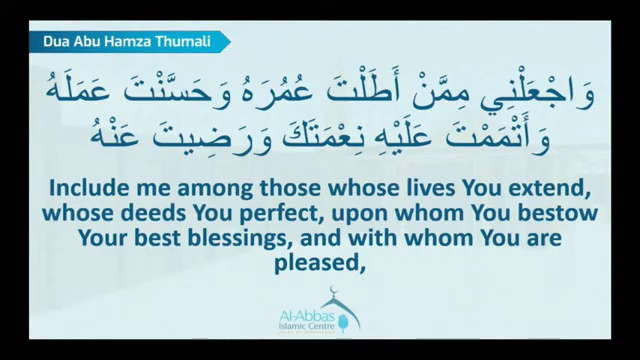 Dua Abu Hamza Thumali
وَاجْعَلْنِي مِمَّنْ أَطَلْتَ عُمُرَهُ وَحَسَّنْتَ عَمَلَهُ
وَأَتْمَمْتَ عَلَيْهِ نِعْمَتَكَ وَرَضِيتَ عَنْهُ
Include me among those whose lives You extend,
whose deeds You perfect, upon whom You bestow
Your best blessings, and with whom You are
pleased,
Al-Abbas
Islamic Centre